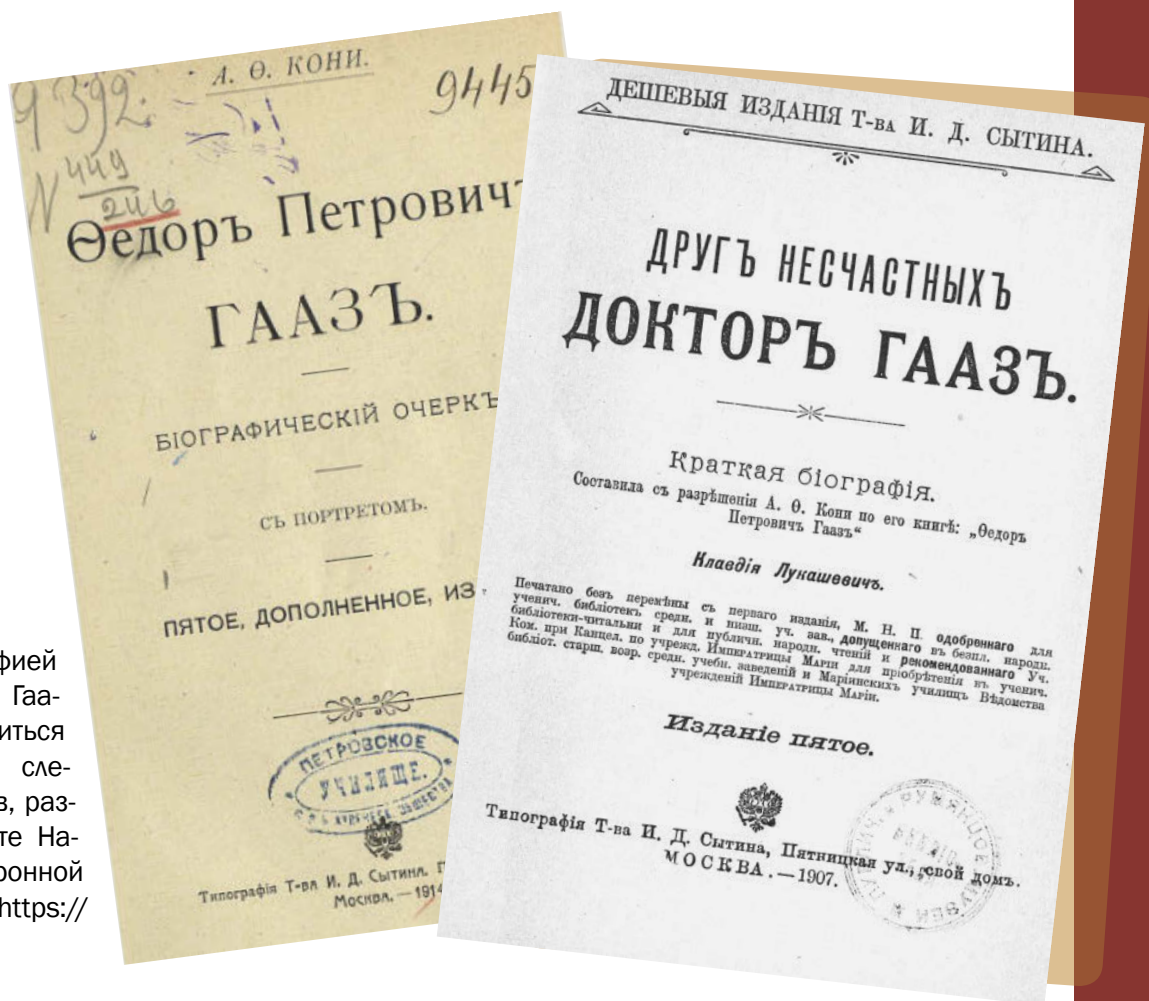 А. Ѳ. КОНИ.
9392.
9445
N 449
246
Ѳедоръ Петровичъ
ГААЗЪ.
БІОГРАФИЧЕСКІЙ ОЧЕРКЪ
СЪ ПОРТРЕТОМЪ.
ПЯТОЕ, ДОПОЛНЕННОЕ, ИЗ
ПЕТРОВСКОЕ
УЧИЛИЩЕ.
Типографія Т-ва И. Д. Сытина. П
Москва. — 1914
ДЕШЕВЫЯ ИЗДАНІЯ Т-ва И. Д. СЫТИНА.
ДРУГЪ НЕСЧАСТНЫХЪ
ДОКТОРЪ ГААЗЪ.
Краткая біографія.
Составила съ разрѣшенія А. Ѳ. Кони по его книгѣ: „Ѳедоръ
Петровичъ Гаазъ“
Клавдія Лукашевичъ.
Печатано безъ перемѣны съ перваго изданія, М. Н. П. одобреннаго для
ученич. библіотекъ средн. и низш. уч. зав., допущеннаго въ безпл. народн.
библіотеки-читальни и для публичн. народн. чтеній и рекомендованнаго Уч.
Ком. при Канцел. по учрежд. Императрицы Маріи для пріобрѣтенія въ ученич.
библіот. старш. возр. средн. учебн. заведеній и Маріинскихъ училищъ Вѣдомства
учрежденій Императрицы Маріи.
Изданіе пятое.
Типографія Т-ва И. Д. Сытина, Пятницкая ул., свой домъ.
МОСКВА. — 1907.
фией
Гаа-
иться
сле-
в, раз-
те На-
ронной
https://